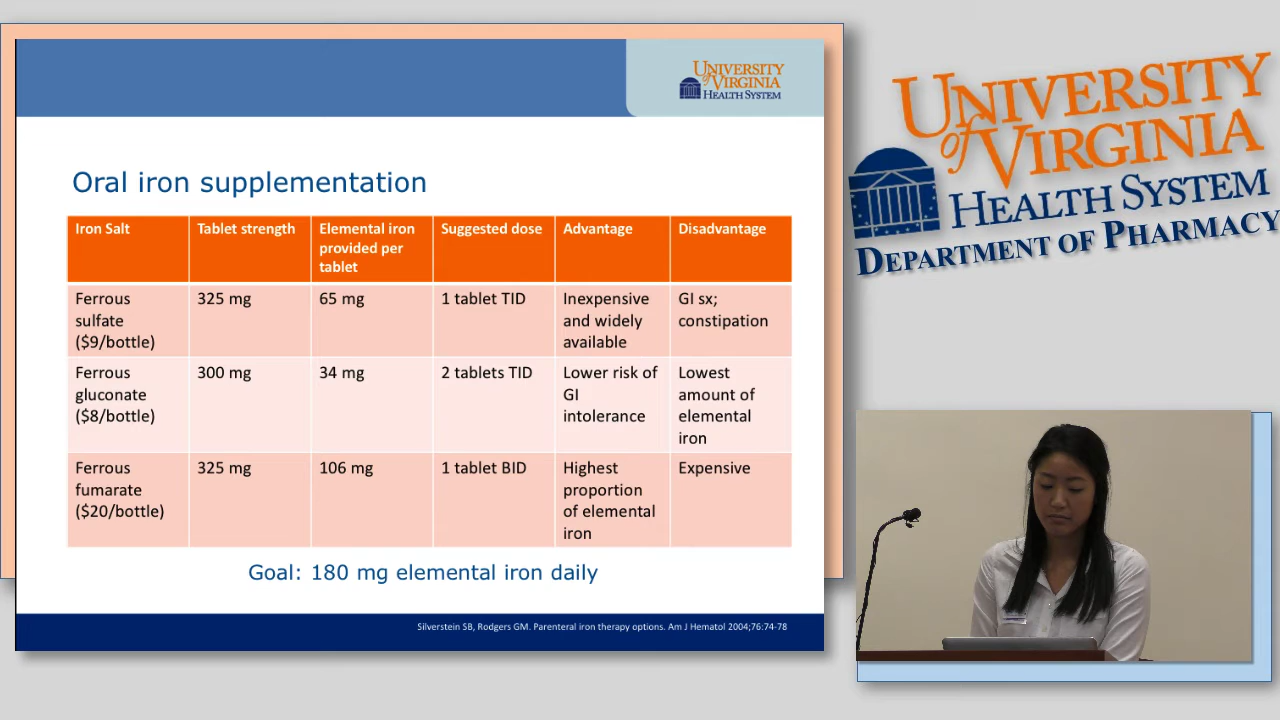 UNIVERSITY
of VIRGINIA
HEALTH SYSTEM
Oral iron supplementation
Iron Salt
Tablet strength
Elemental iron
provided per
tablet
Suggested dose
Advantage
Disadvantage
Ferrous
sulfate
($9/bottle)
325 mg
65 mg
1 tablet TID
Inexpensive
and widely
available
GI sx;
constipation
Ferrous
gluconate
($8/bottle)
300 mg
34 mg
2 tablets TID
Lower risk of
GI
intolerance
Lowest
amount of
elemental
iron
Ferrous
fumarate
($20/bottle)
325 mg
106 mg
1 tablet BID
Highest
proportion
of elemental
iron
Expensive
Goal: 180 mg elemental iron daily
Silverstein SB, Rodgers GM. Parenteral iron therapy options. Am J Hematol 2004;76:74-78
UNIVERSITY
of VIRGINIA
HEALTH SYSTEM
DEPARTMENT OF PHARMACY